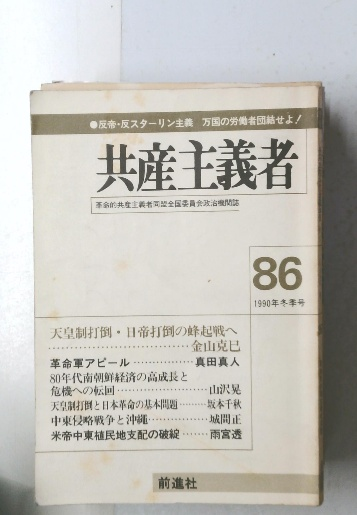 ●反帝・反スターリン主義 万国の労働者団結せよ!
共産主義者
革命的共産主義者同盟全国委員会政治機関誌
86
1990年冬季号
天皇制打倒・日帝打倒の蜂起戦へ
……………………………金山克巳
革命軍アピール………………真田真人
80年代南朝鮮経済の高成長と
危機への転回………………山沢晃
天皇制打倒と日本革命の基本問題………坂本千秋
中東侵略戦争と沖縄…………城間正
米帝中東植民地支配の破綻……雨宮透
前進社